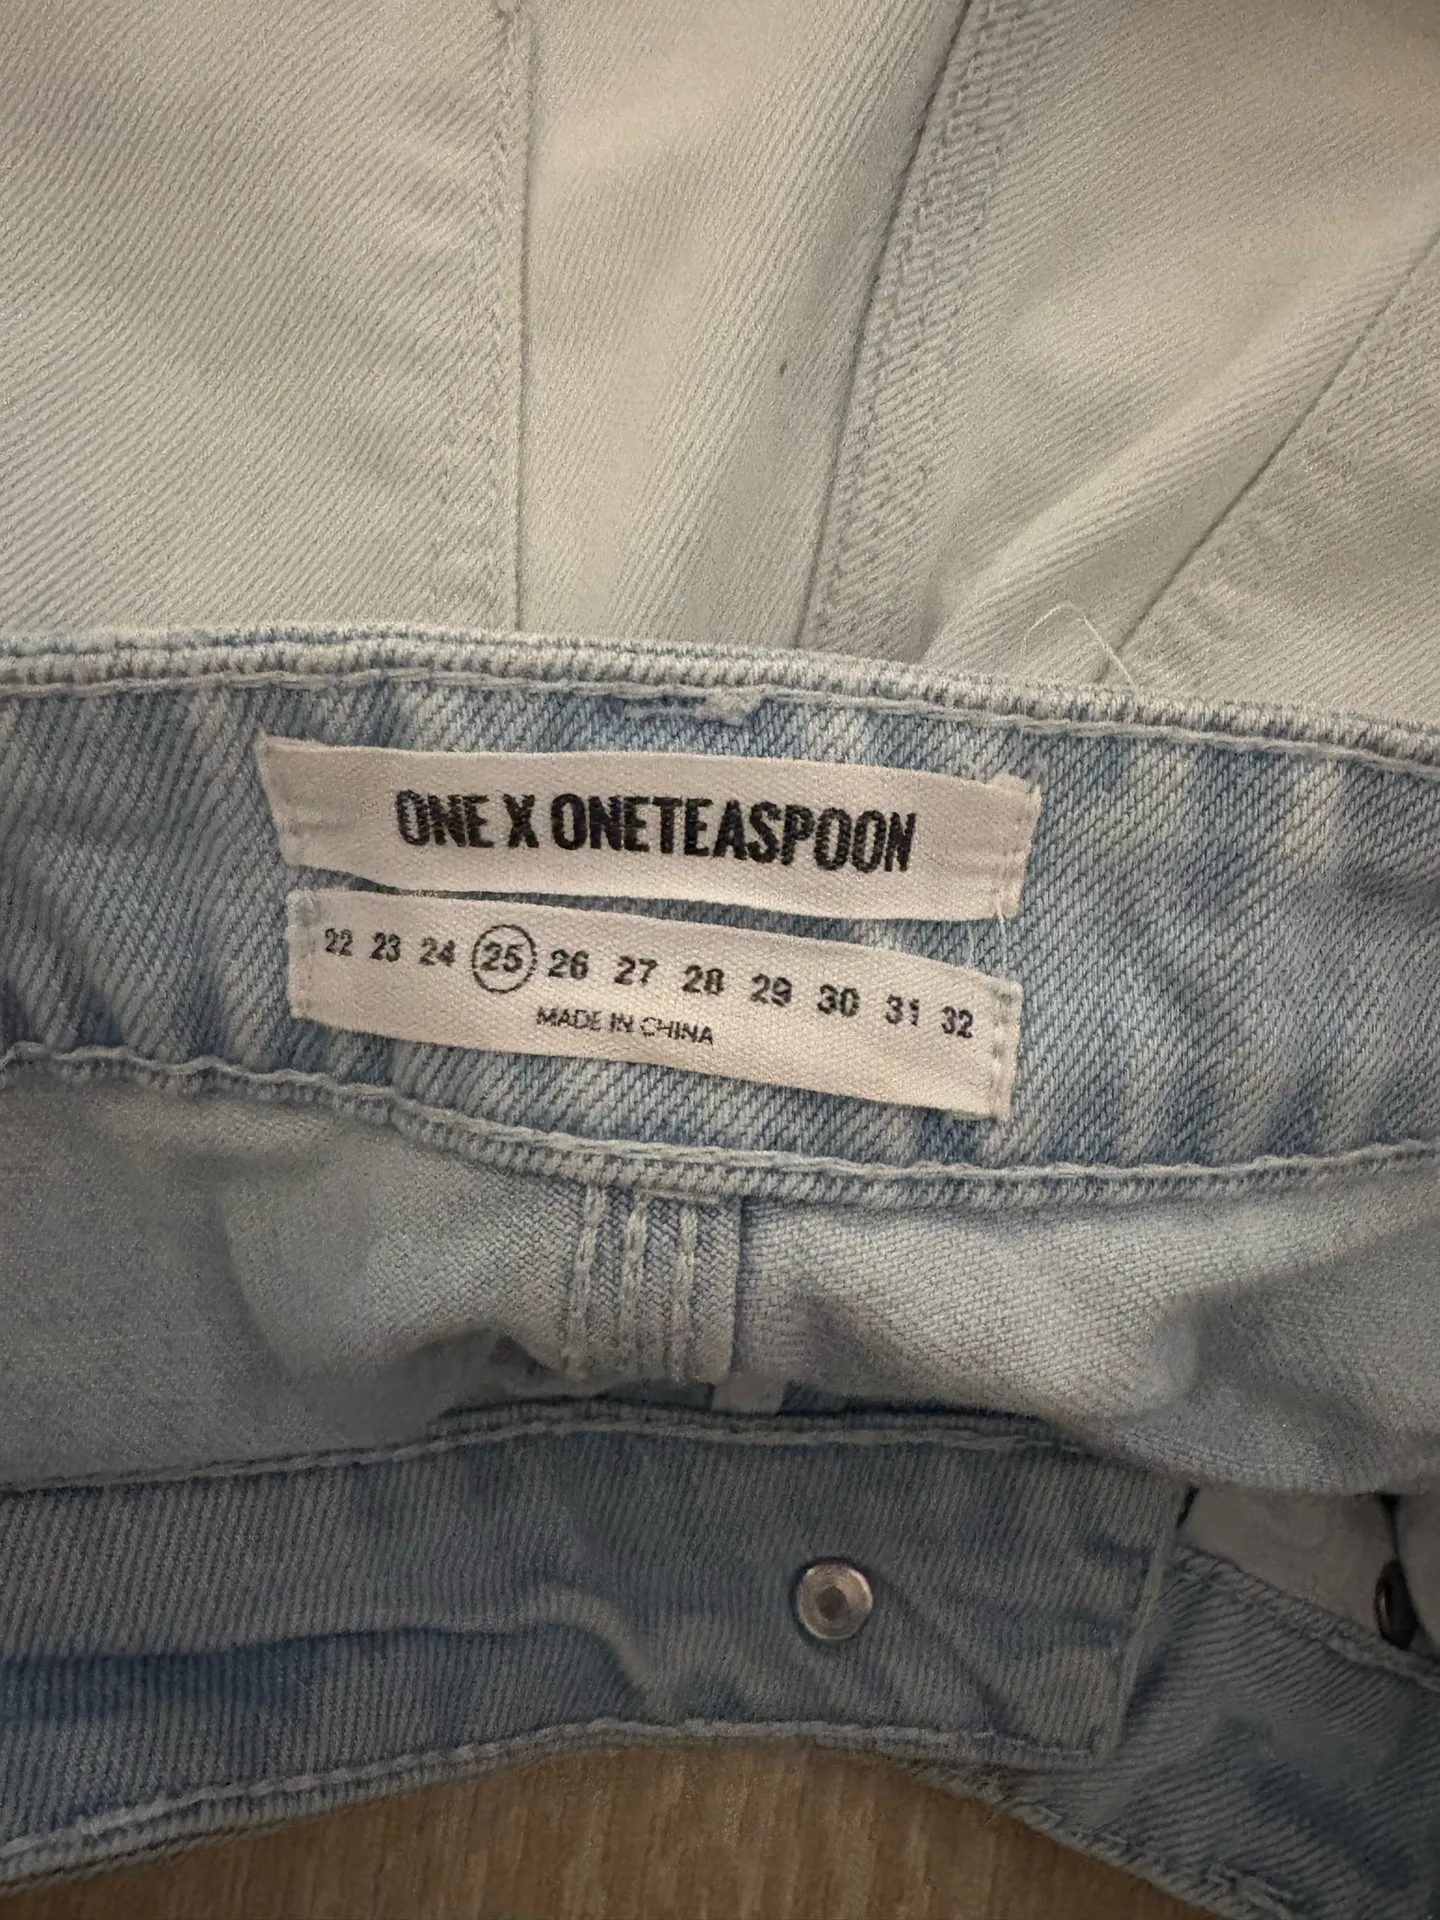 ONE X ONETEASPOON
22 23 24 25 26 27 28 29 30 31 32
MADE IN CHINA